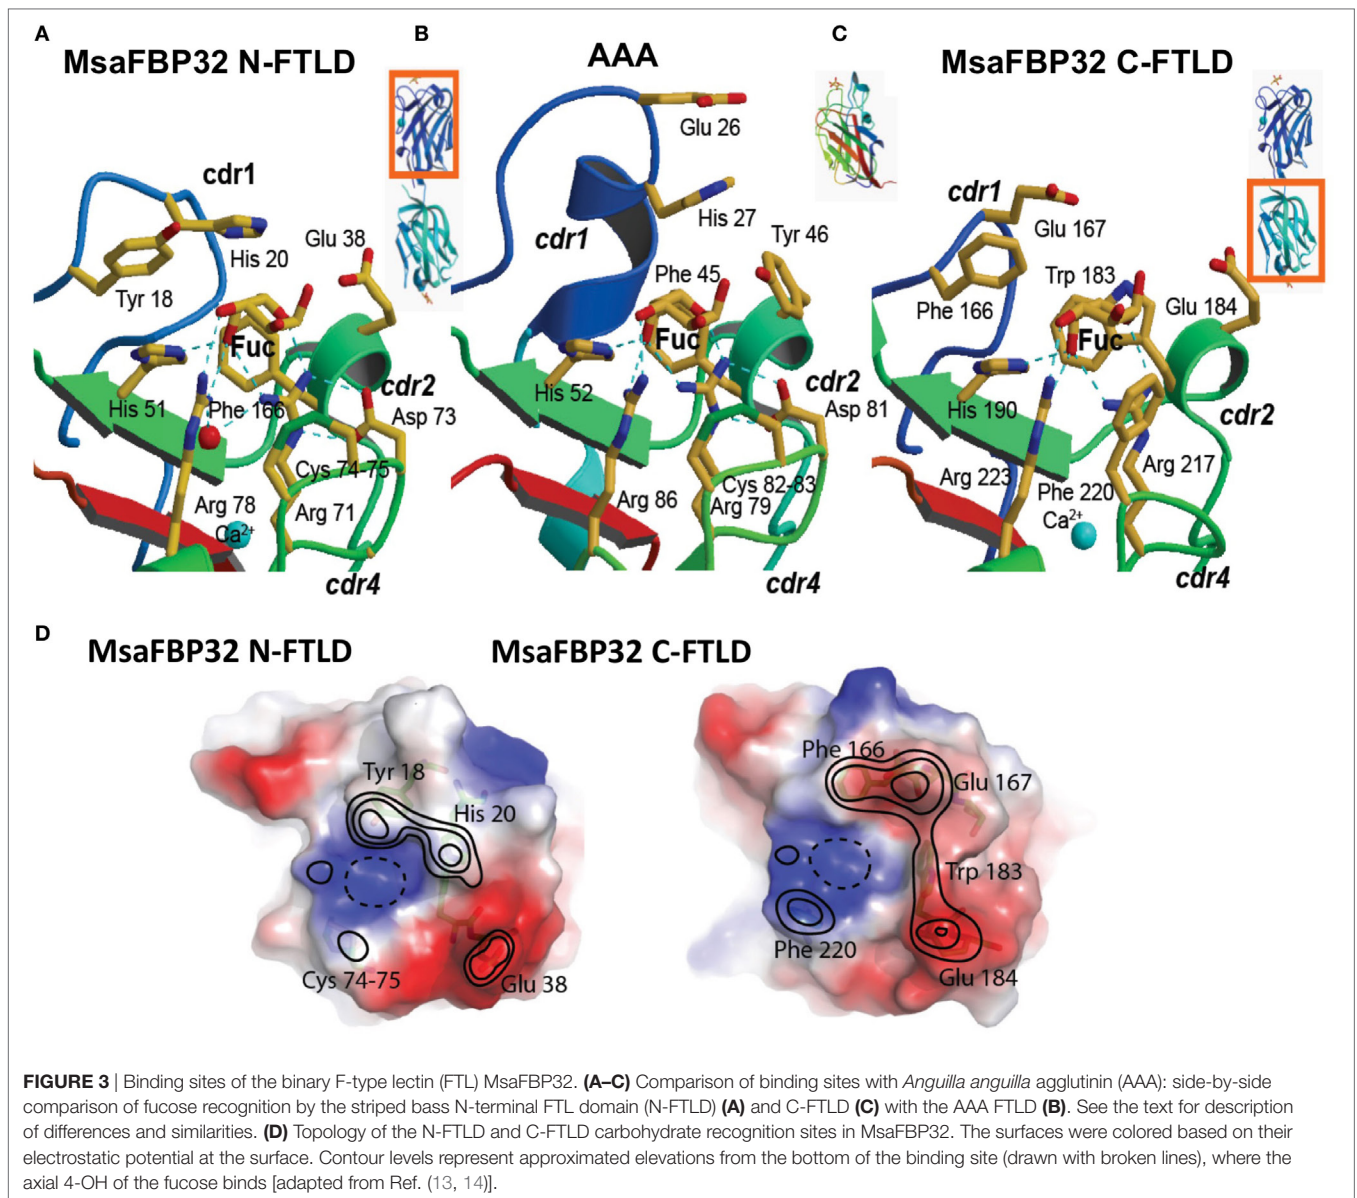 A
MsaFBP32 N-FTLD
cdr1
Glu 38
His 20
Tyr 18
Fuc
His 51
Phe 166
cdr2
Asp 73
Cys 74-75
Arg 78
Arg 71
Ca2+
cdr4
B
AAA
Glu 26
His 27
cdr1
Tyr 46
Phe 45
Fuc
His 52
cdr2
Asp 81
Cys 82-83
Arg 86
Arg 79
cdr4
C
MsaFBP32 C-FTLD
cdr1
Glu 167
Trp 183
Phe 166
Glu 184
Fuc
His 190
cdr2
Arg 217
Arg 223
Phe 220
Ca2+
cdr4
D
MsaFBP32 N-FTLD
Tyr 18
His 20
Cys 74-75
Glu 38
MsaFBP32 C-FTLD
Phe 166
Glu 167
Trp 183
Phe 220
Glu 184
FIGURE 3 | Binding sites of the binary F-type lectin (FTL) MsaFBP32. (A–C) Comparison of binding sites with Anguilla anguilla agglutinin (AAA): side-by-side
comparison of fucose recognition by the striped bass N-terminal FTL domain (N-FTLD) (A) and C-FTLD (C) with the AAA FTLD (B). See the text for description
of differences and similarities. (D) Topology of the N-FTLD and C-FTLD carbohydrate recognition sites in MsaFBP32. The surfaces were colored based on their
electrostatic potential at the surface. Contour levels represent approximated elevations from the bottom of the binding site (drawn with broken lines), where the
axial 4-OH of the fucose binds [adapted from Ref. (13, 14)].